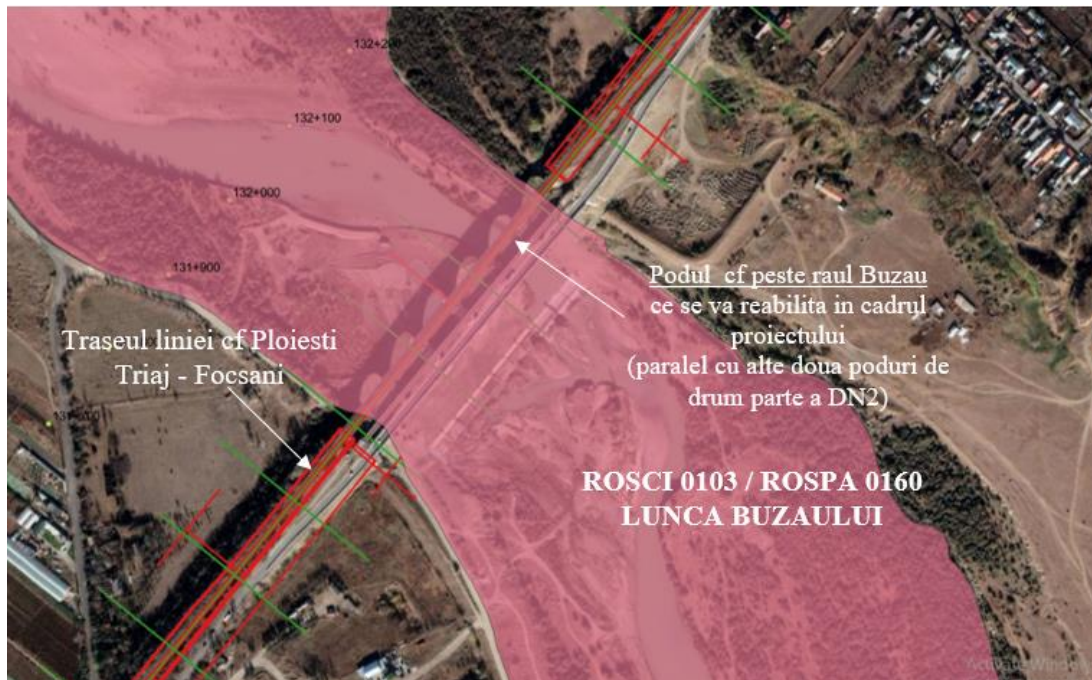 132+200
132+100
132+000
131+900
Podul cf peste raul Buzau
ce se va reabilita in cadrul
proiectului
(paralel cu alte doua poduri de
drum parte a DN2)
Traseul liniei cf Ploiesti
Triaj - Focsani
ROSCI 0103 / ROSPA 0160
LUNCA BUZAULUI